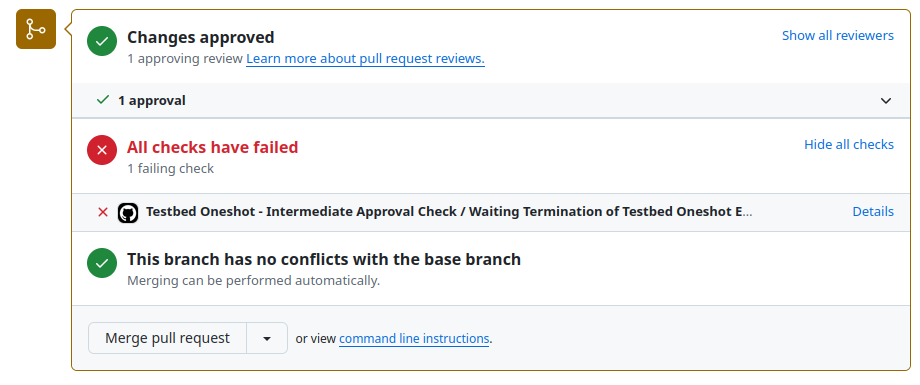 Changes approved
Show all reviewers
1 approving review Learn more about pull request reviews.
1 approval
All checks have failed
Hide all checks
1 failing check
Testbed Oneshot - Intermediate Approval Check / Waiting Termination of Testbed Oneshot E...
Details
This branch has no conflicts with the base branch
Merging can be performed automatically.
Merge pull request
or view command line instructions.